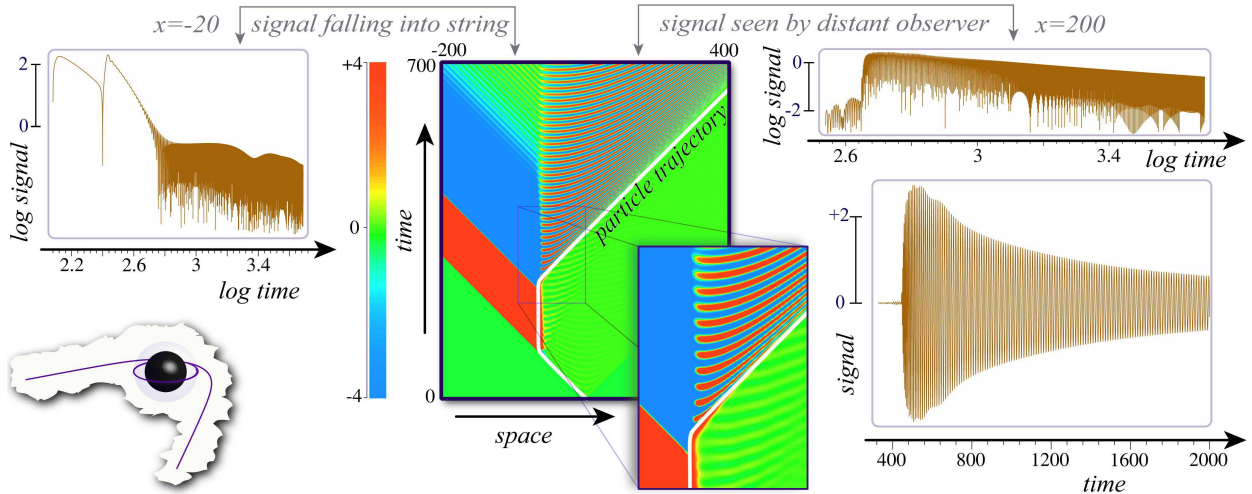 x=-20
signal falling into string
signal seen by distant observer
x=200
2
0
log signal
2.2
2.6
3
3.4
log time
+4
0
-4
-200
400
700
time
0
space
particle trajectory
0
-2
log signal
2.6
3
3.4
log time
+2
0
signal
400
800
1200
1600
2000
time